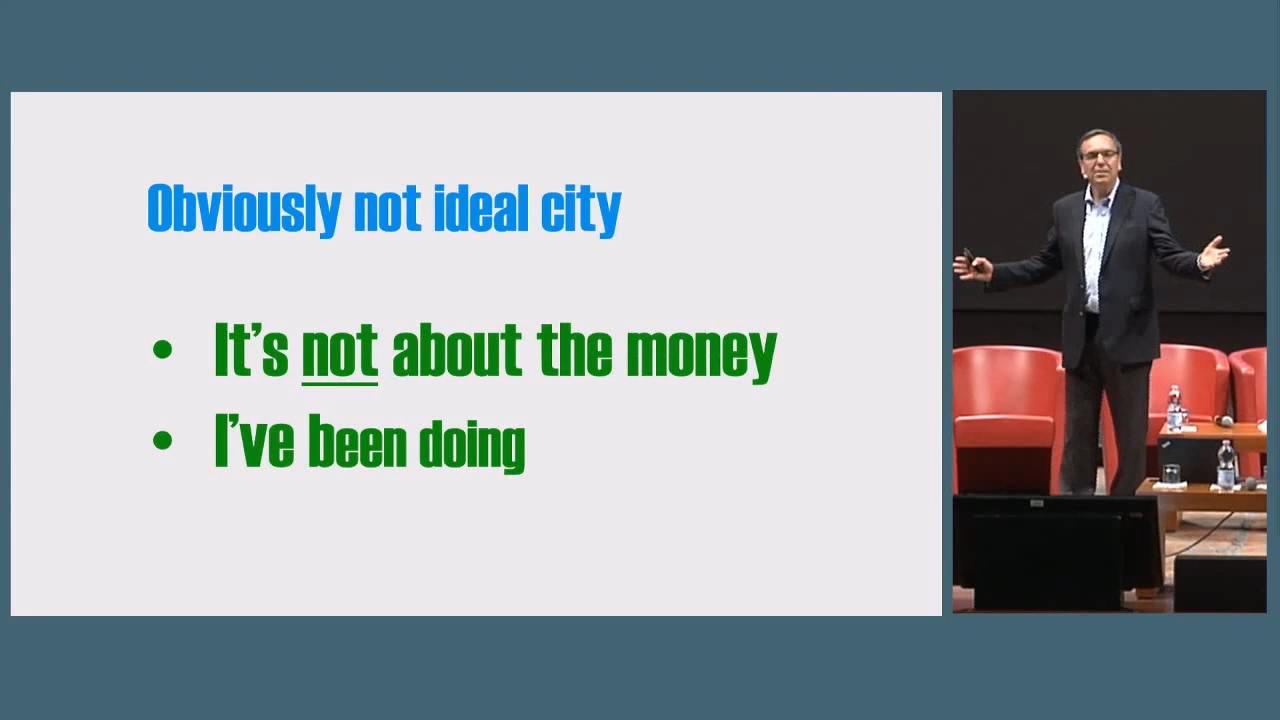 Obviously not ideal city
• It's not about the money
• I've been doing